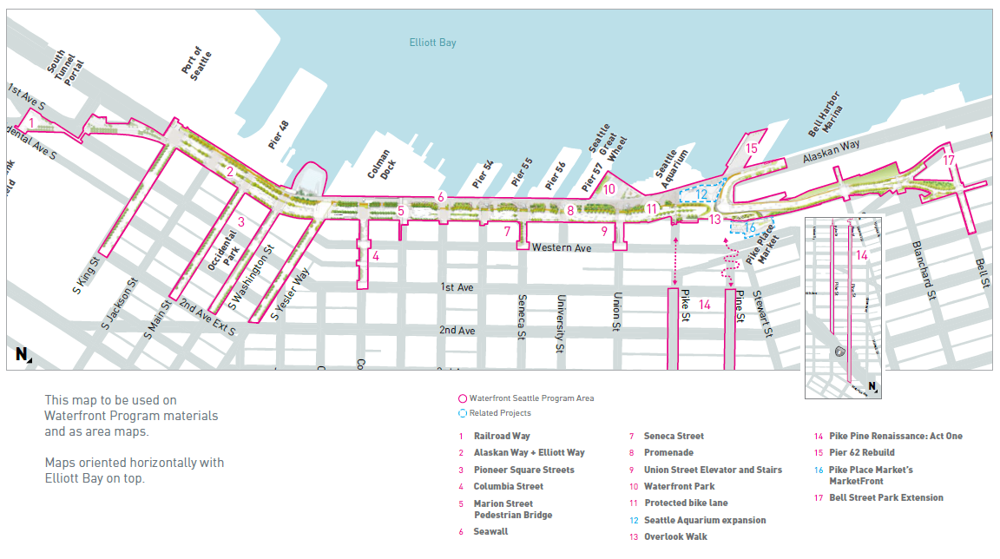 Elliott Bay
South
Tunnel
Portal
Port of
Seattle
1st Ave S
dental Ave S
Pier 48
Colman
Dock
Pier 54
Pier 55
Pier 56
Pier 57
Seattle
Great
Wheel
Seattle
Aquarium
Bell Harbor
Marina
Alaskan Way
1
2
3
4
5
6
7
8
9
10
11
12
13
14
15
16
17
Occidental
Park
Western Ave
1st Ave
2nd Ave
Pike Place
Market
S King St
S Jackson St
S Main St
2nd Ave Ext S
S Washington St
S Yesler Way
Seneca St
University St
Union St
Pike St
Pine St
Stewart St
Blanchard St
Bell St
14
Pike St
Pine St
N
N
This map to be used on
Waterfront Program materials
and as area maps.
Maps oriented horizontally with
Elliott Bay on top.
Waterfront Seattle Program Area
Related Projects
1 Railroad Way
2 Alaskan Way + Elliott Way
3 Pioneer Square Streets
4 Columbia Street
5 Marion Street
Pedestrian Bridge
6 Seawall
7 Seneca Street
8 Promenade
9 Union Street Elevator and Stairs
10 Waterfront Park
11 Protected bike lane
12 Seattle Aquarium expansion
13 Overlook Walk
14 Pike Pine Renaissance: Act One
15 Pier 62 Rebuild
16 Pike Place Market's
MarketFront
17 Bell Street Park Extension